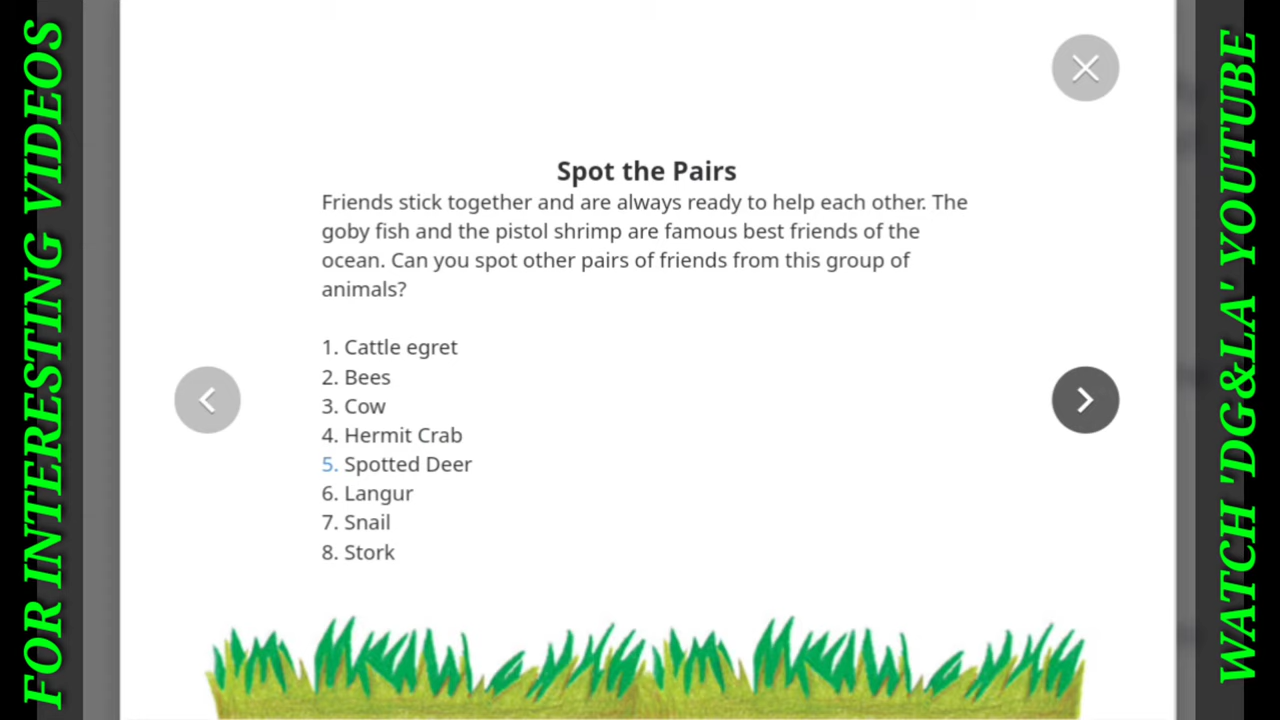 FOR INTERESTING VIDEOS
Spot the Pairs
Friends stick together and are always ready to help each other. The
goby fish and the pistol shrimp are famous best friends of the
ocean. Can you spot other pairs of friends from this group of
animals?
1. Cattle egret
2. Bees
3. Cow
4. Hermit Crab
5. Spotted Deer
6. Langur
7. Snail
8. Stork
WATCH 'DG&LA' YOUTUBE